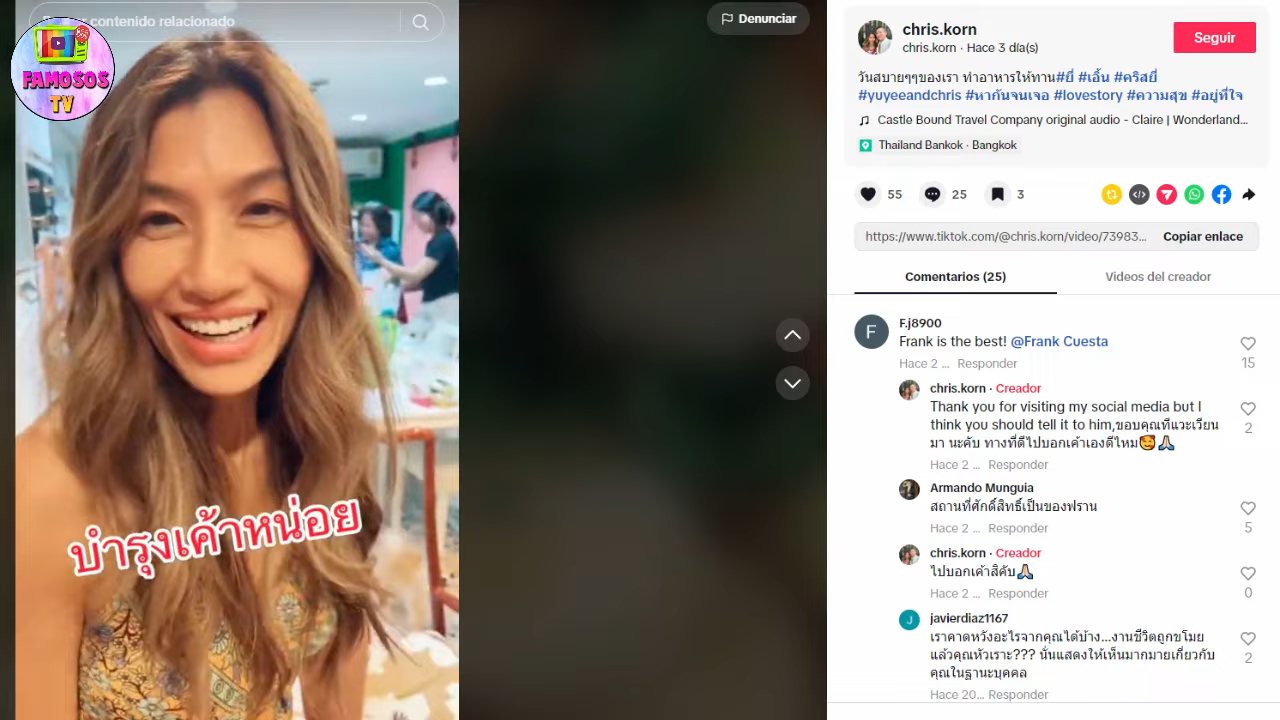 contenido relacionado
FAMOSOS
TV
Denunciar
บำรุงเค้าหน่อย
chris.korn
chris.korn · Hace 3 día(s)
Seguir
วันสบายๆๆของเรา ทำอาหารให้ทาน#ยี่ #เอิ้น #คริสยี่
#yuyeeandchris #หากันจนเจอ #lovestory #ความสุข #อยู่ที่ใจ
Castle Bound Travel Company original audio - Claire | Wonderland...
Thailand Bankok · Bangkok
55
25
3
https://www.tiktok.com/@chris.korn/video/73983...
Copiar enlace
Comentarios (25)
Videos del creador
F
F.j8900
Frank is the best! @Frank Cuesta
Hace 2 ... Responder
15
chris.korn · Creador
Thank you for visiting my social media but I
think you should tell it to him,ขอบคุณที่แวะเวียน
มา นะคับ ทางที่ดีไปบอกเค้าเองดีไหม🥰🙏🏻
Hace 2 ... Responder
2
Armando Munguia
สถานที่ศักดิ์สิทธิ์เป็นของฟราน
Hace 2 ... Responder
5
chris.korn · Creador
ไปบอกเค้าสิคับ🙏🏻
Hace 2 ... Responder
0
J
javierdiaz1167
เราคาดหวังอะไรจากคุณได้บ้าง...งานชีวิตถูกขโมย
แล้วคุณหัวเราะ??? นั่นแสดงให้เห็นมากมายเกี่ยวกับ
คุณในฐานะบุคคล
Hace 20... Responder
2